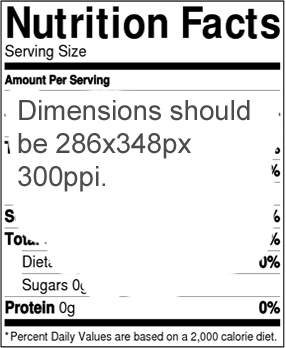 Nutrition Facts
Serving Size
Amount Per Serving
Dimensions should
be 286x348px
%
300ppi.
%
%
%
0%
Sugars 0g
Protein 0g 0%
*Percent Daily Values are based on a 2,000 calorie diet.